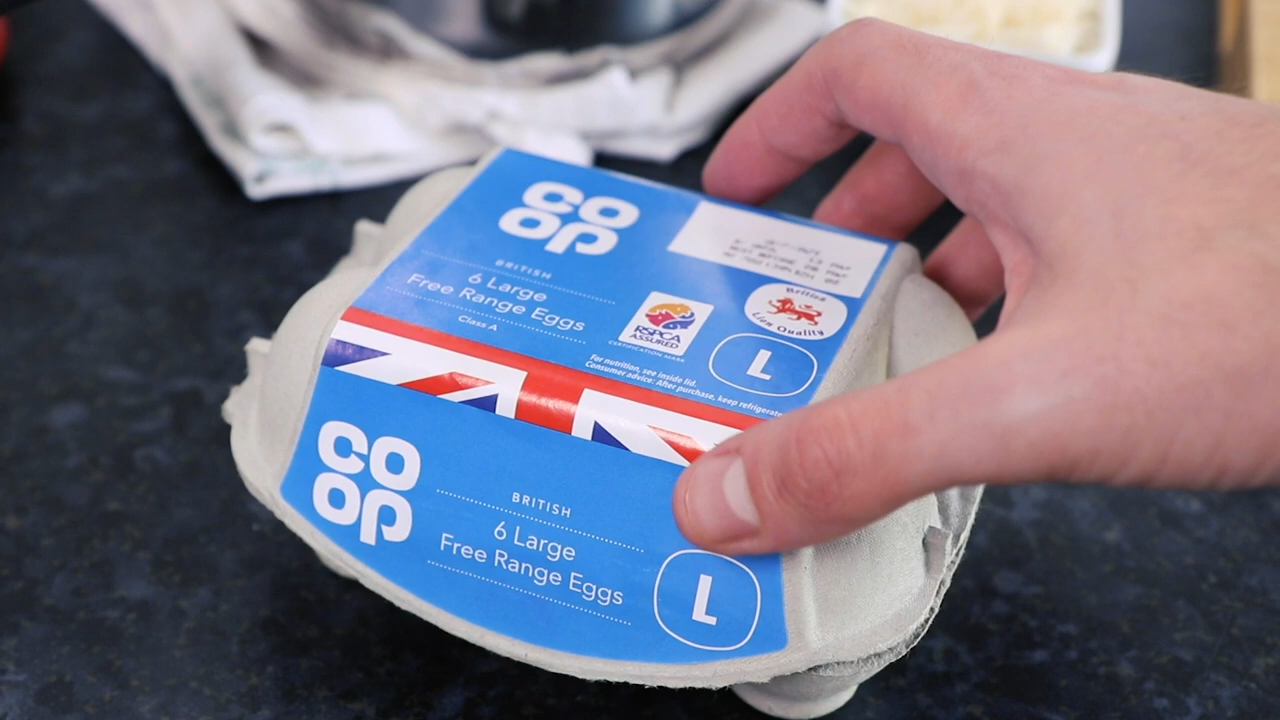 CO
OP
BRITISH
6 Large
Free Range Eggs
Class A
RSPCA
ASSURED
CERTIFICATION MARK
British
Lion Quality
L
For nutrition, see inside lid.
Consumer advice: After purchase, keep refrigerate
CO
OP
BRITISH
6 Large
Free Range Eggs
L